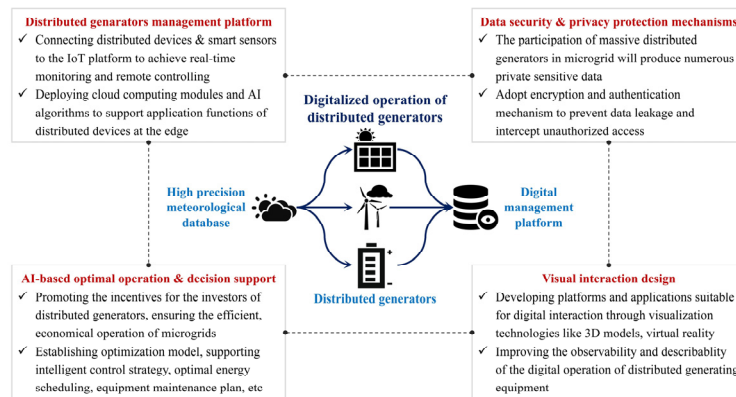 Distributed genarators management platform
✓ Connecting distributed devices & smart sensors
to the IoT platform to achieve real-time
monitoring and remote controlling
✓ Deploying cloud computing modules and AI
algorithms to support application functions of
distributed devices at the edge
Data security & privacy protection mechanisms
✓ The participation of massive distributed
generators in microgrid will produce numerous
private sensitive data
✓ Adopt encryption and authentication
mechanism to prevent data leakage and
intercept unauthorized access
Digitalized operation of
distributed generators
High precision
meteorological
database
Digital
management
platform
+
-
Distributed generators
AI-based optimal operation & decision support
✓ Promoting the incentives for the investors of
distributed generators, ensuring the efficient,
economical operation of microgrids
✓ Establishing optimization model, supporting
intelligent control strategy, optimal energy
scheduling, equipment maintenance plan, etc
Visual interaction design
✓ Developing platforms and applications suitable
for digital interaction through visualization
technologies like 3D models, virtual reality
✓ Improving the observability and describablity
of the digital operation of distributed generating
equipment